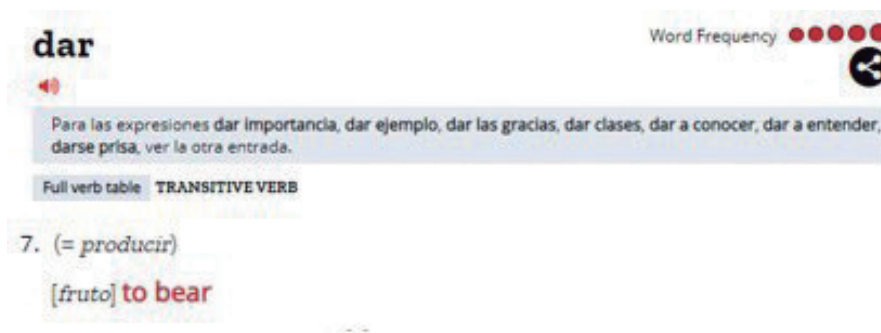 dar
Word Frequency
Para las expresiones dar importancia, dar ejemplo, dar las gracias, dar clases, dar a conocer, dar a entender,
darse prisa, ver la otra entrada.
Full verb table TRANSITIVE VERB
7. (= producir)
[fruto] to bear